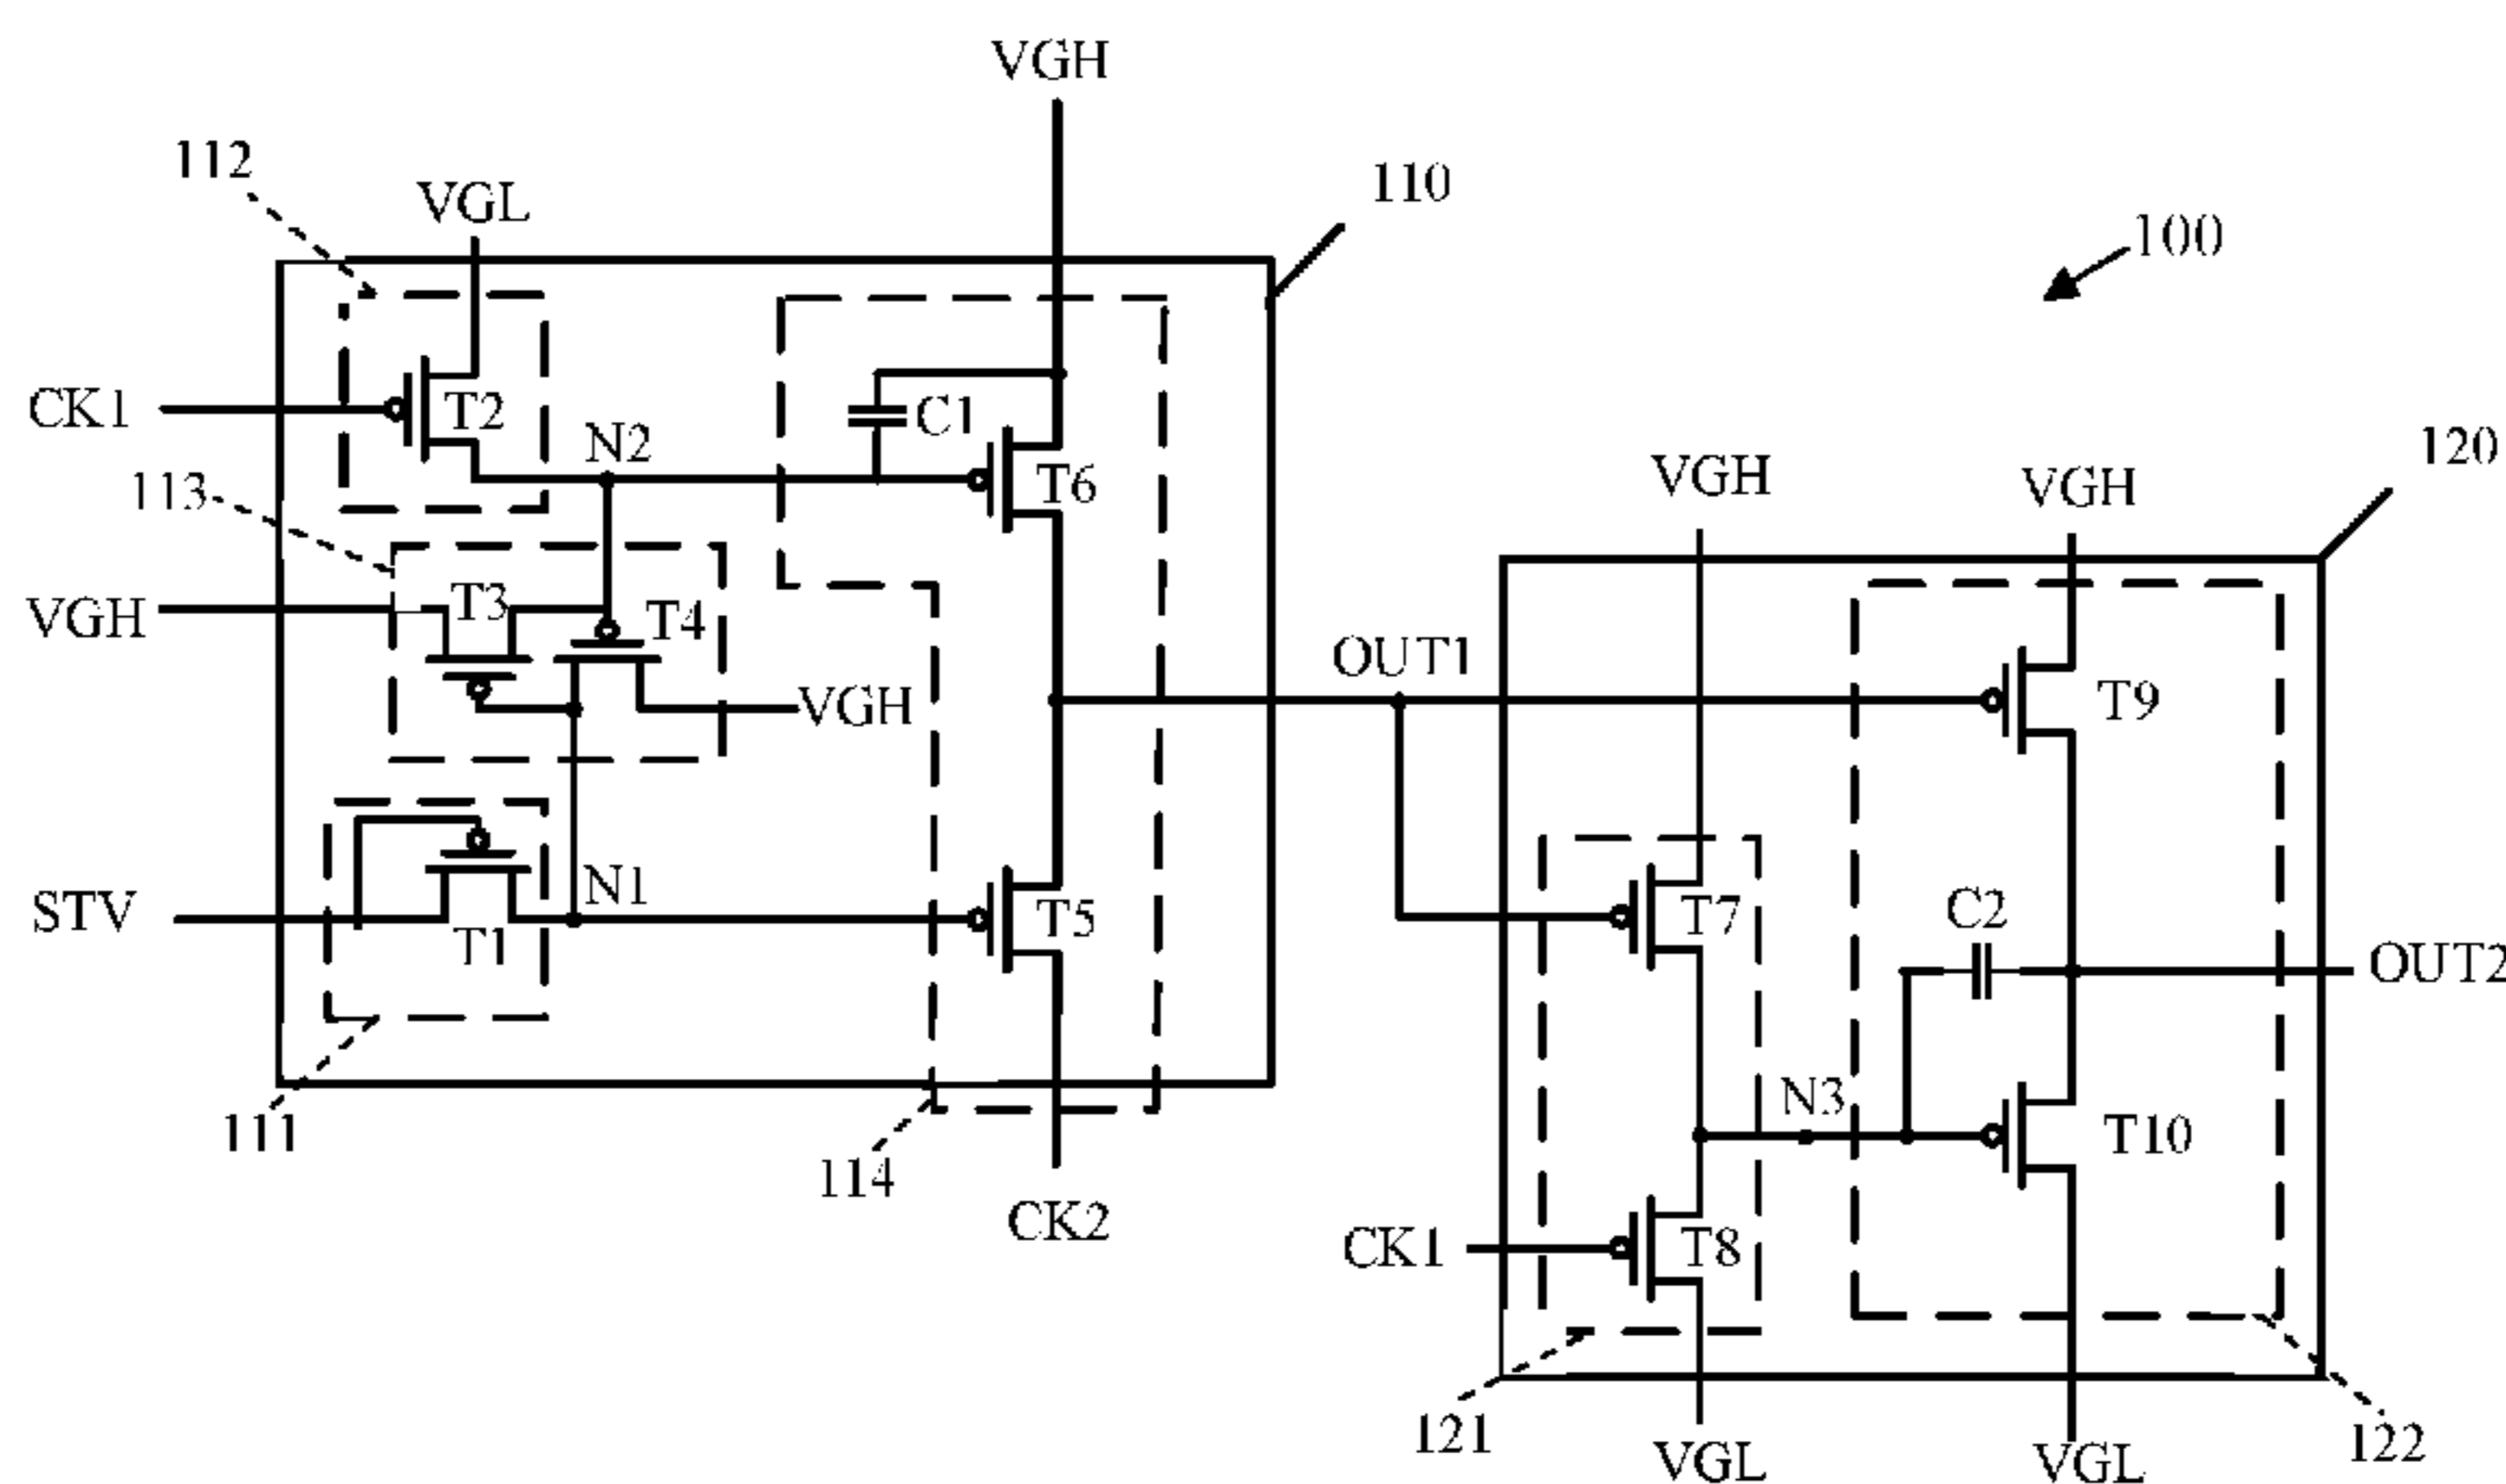 VGH
112
110
VGL
100
CK1
T2
C1
N2
120
113
T6
VGH
VGH
VGH
T3
T4
OUT1
T9
VGH
N1
C2
STV
T5
T7
T1
OUT2
N3
T10
111
114
CK2
CK1
T8
121
122
VGL
VGL